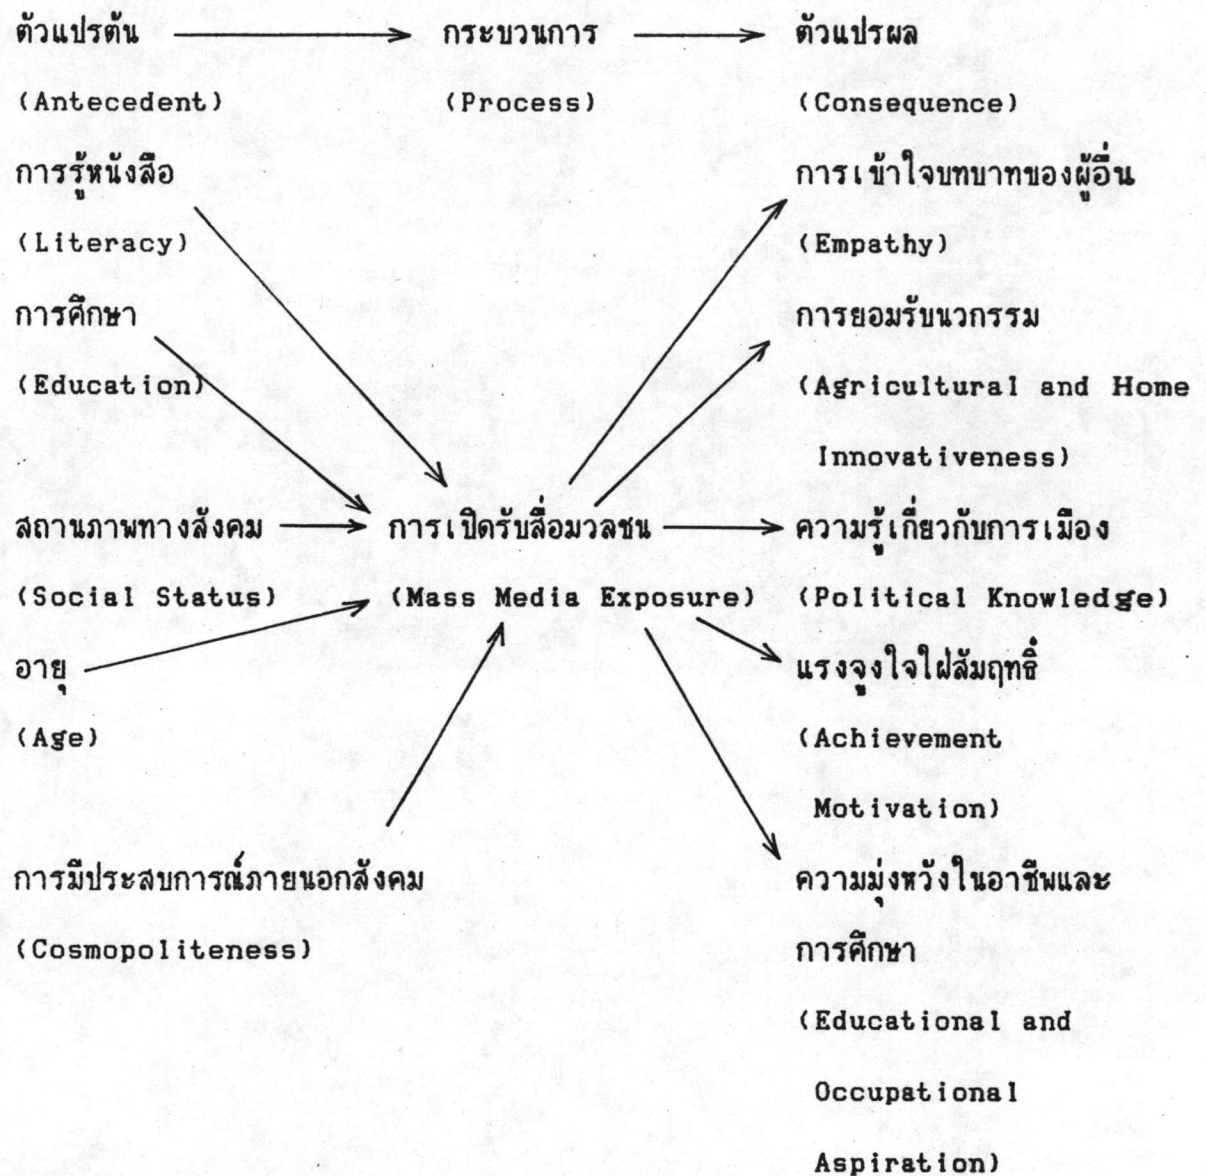 ตัวแปรต้น กระบวนการ ตัวแปรผล
(Antecedent) (Process) (Consequence)
การรู้หนังสือ การเข้าใจบทบาทของผู้อื่น
(Literacy) (Empathy)
การศึกษา การยอมรับนวกรรม
(Education) (Agricultural and Home
Innovativeness)
สถานภาพทางสังคม การเปิดรับสื่อมวลชน ความรู้เกี่ยวกับการเมือง
(Social Status) (Mass Media Exposure) (Political Knowledge)
อายุ แรงจูงใจใฝ่สัมฤทธิ์
(Age) (Achievement
Motivation)
การมีประสบการณ์ภายนอกสังคม ความมุ่งหวังในอาชีพและ
(Cosmopoliteness) การศึกษา
(Educational and
Occupational
Aspiration)